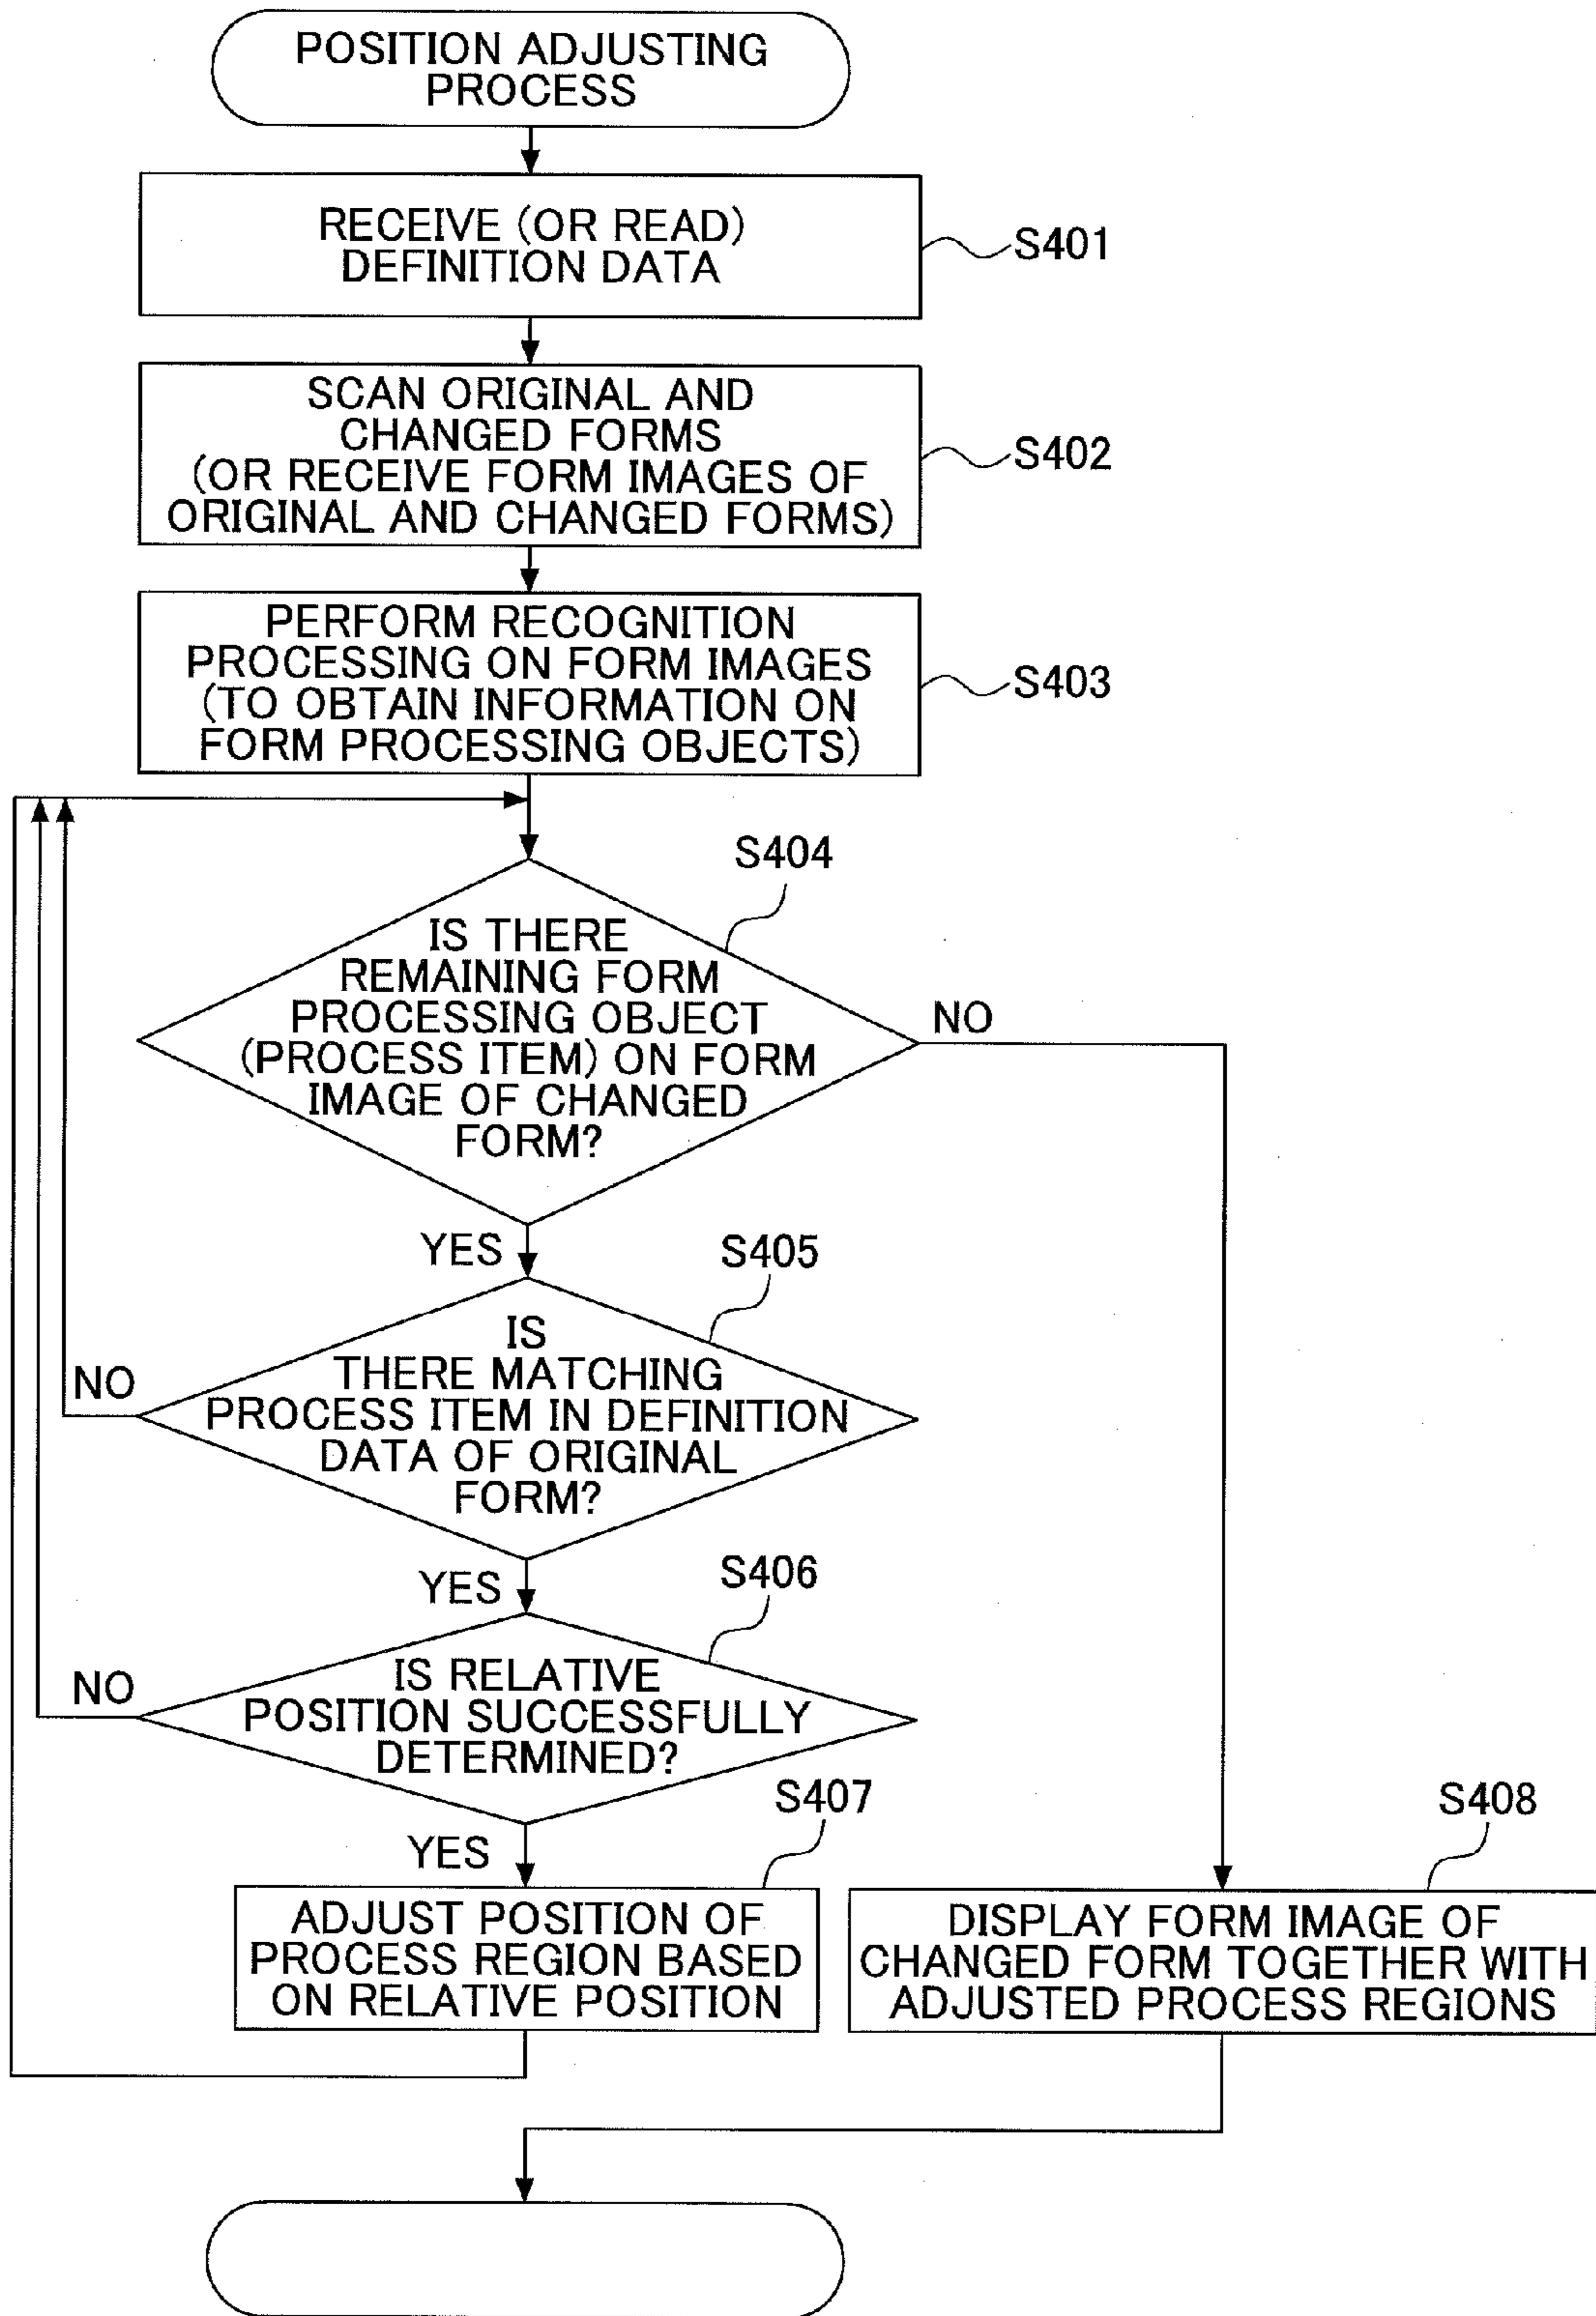 POSITION ADJUSTING
PROCESS
RECEIVE (OR READ)
DEFINITION DATA
S401
SCAN ORIGINAL AND
CHANGED FORMS
(OR RECEIVE FORM IMAGES OF
ORIGINAL AND CHANGED FORMS)
S402
PERFORM RECOGNITION
PROCESSING ON FORM IMAGES
(TO OBTAIN INFORMATION ON
FORM PROCESSING OBJECTS)
S403
S404
IS THERE
REMAINING FORM
PROCESSING OBJECT
(PROCESS ITEM) ON FORM
IMAGE OF CHANGED
FORM?
NO
YES
S405
IS
THERE MATCHING
PROCESS ITEM IN DEFINITION
DATA OF ORIGINAL
FORM?
NO
YES
S406
IS RELATIVE
POSITION SUCCESSFULLY
DETERMINED?
NO
YES
S407
ADJUST POSITION OF
PROCESS REGION BASED
ON RELATIVE POSITION
S408
DISPLAY FORM IMAGE OF
CHANGED FORM TOGETHER WITH
ADJUSTED PROCESS REGIONS